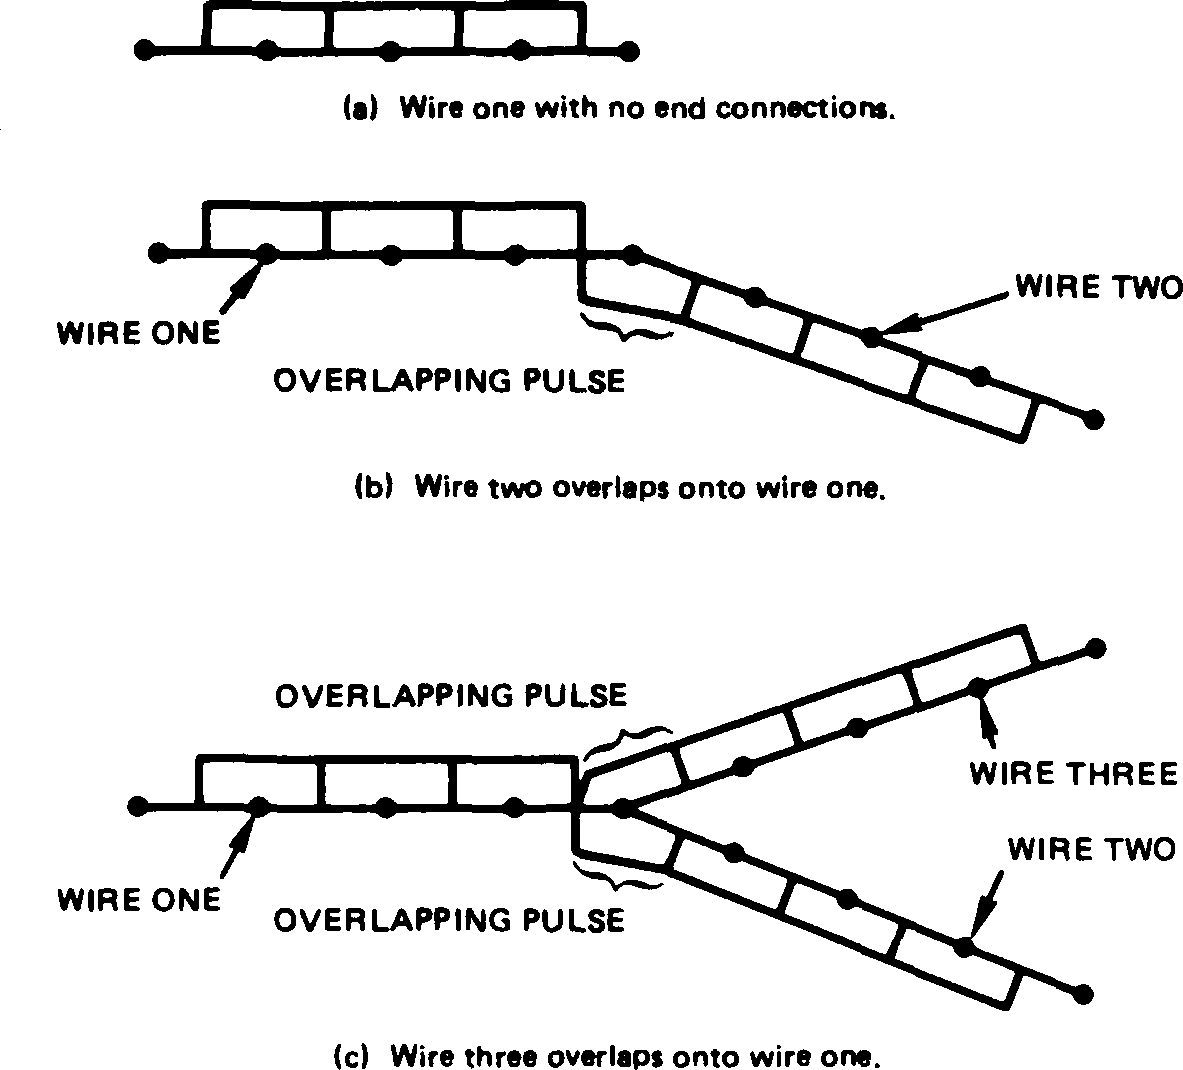 (a) Wire one with no end connections.
WIRE TWO
WIRE ONE
OVERLAPPING PULSE
(b) Wire two overlaps onto wire one.
OVERLAPPING PULSE
WIRE THREE
WIRE TWO
WIRE ONE
OVERLAPPING PULSE
(c) Wire three overlaps onto wire one.